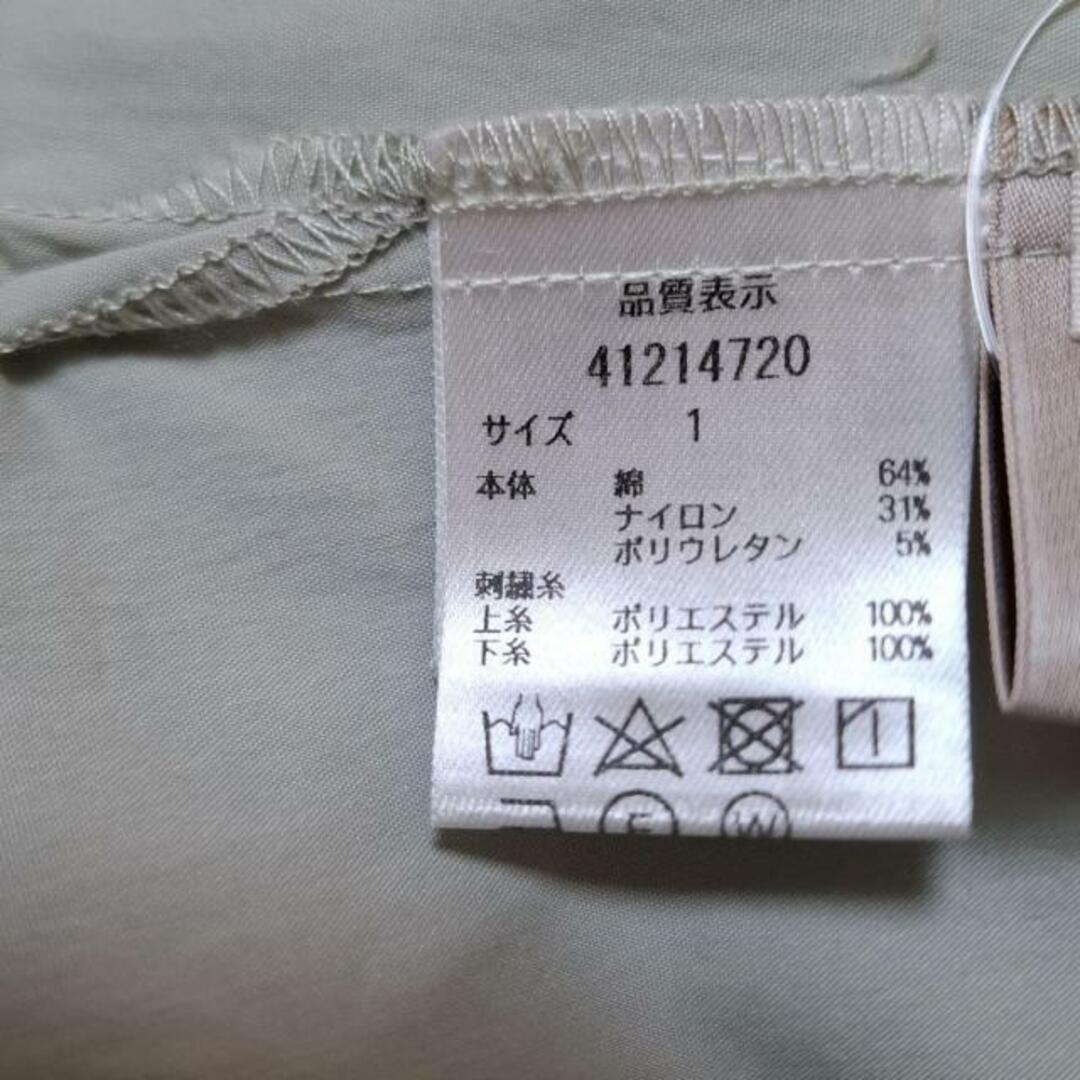 品質表示
41214720
サイズ 1
本体 綿 64%
ナイロン 31%
ポリウレタン 5%
刺繍糸
上糸 ポリエステル 100%
下糸 ポリエステル 100%
W